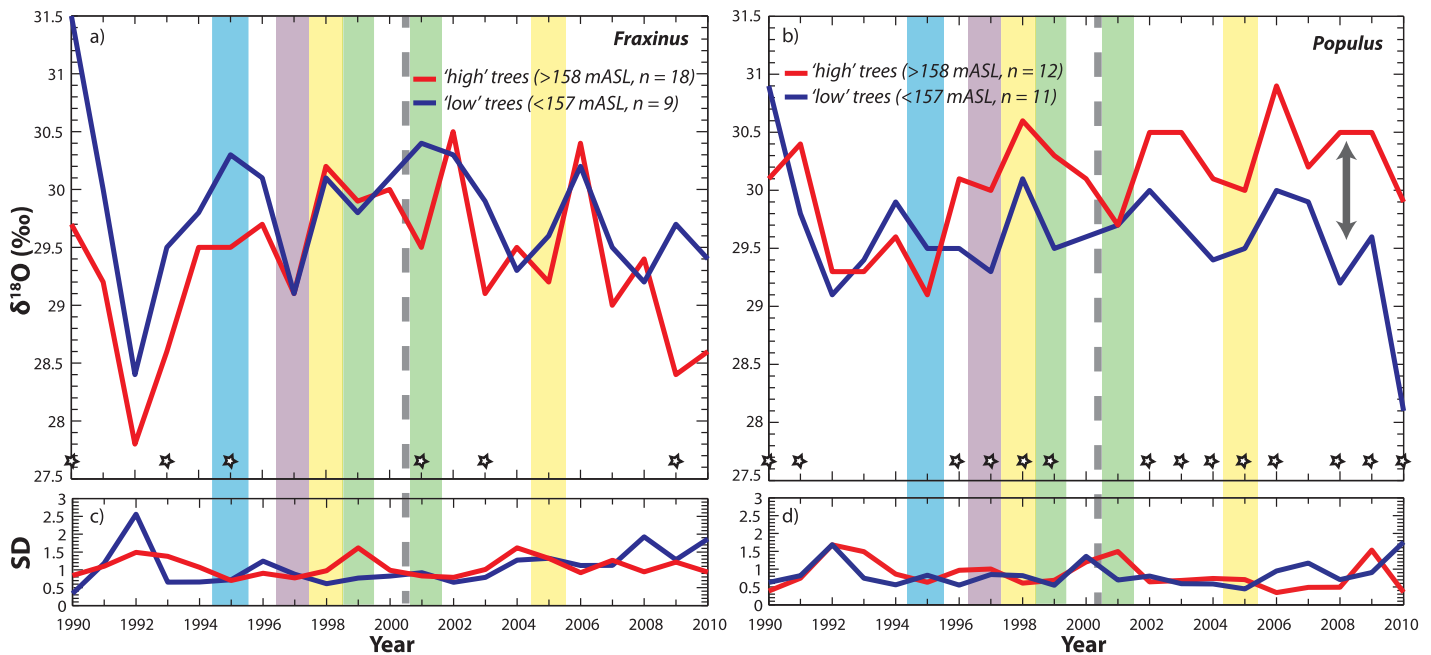 a)
Fraxinus
'high' trees (>158 mASL, n = 18)
'low' trees (<157 mASL, n = 9)
31.5
31
30.5
30
29.5
29
28.5
28
27.5
δ¹⁸O (‰)
b)
Populus
'high' trees (>158 mASL, n = 12)
'low' trees (<157 mASL, n = 11)
31.5
31
30.5
30
29.5
29
28.5
28
27.5
c)
3
2.5
2
1.5
1
0.5
0
SD
1990 1992 1994 1996 1998 2000 2002 2004 2006 2008 2010
Year
d)
3
2.5
2
1.5
1
0.5
0
1990 1992 1994 1996 1998 2000 2002 2004 2006 2008 2010
Year